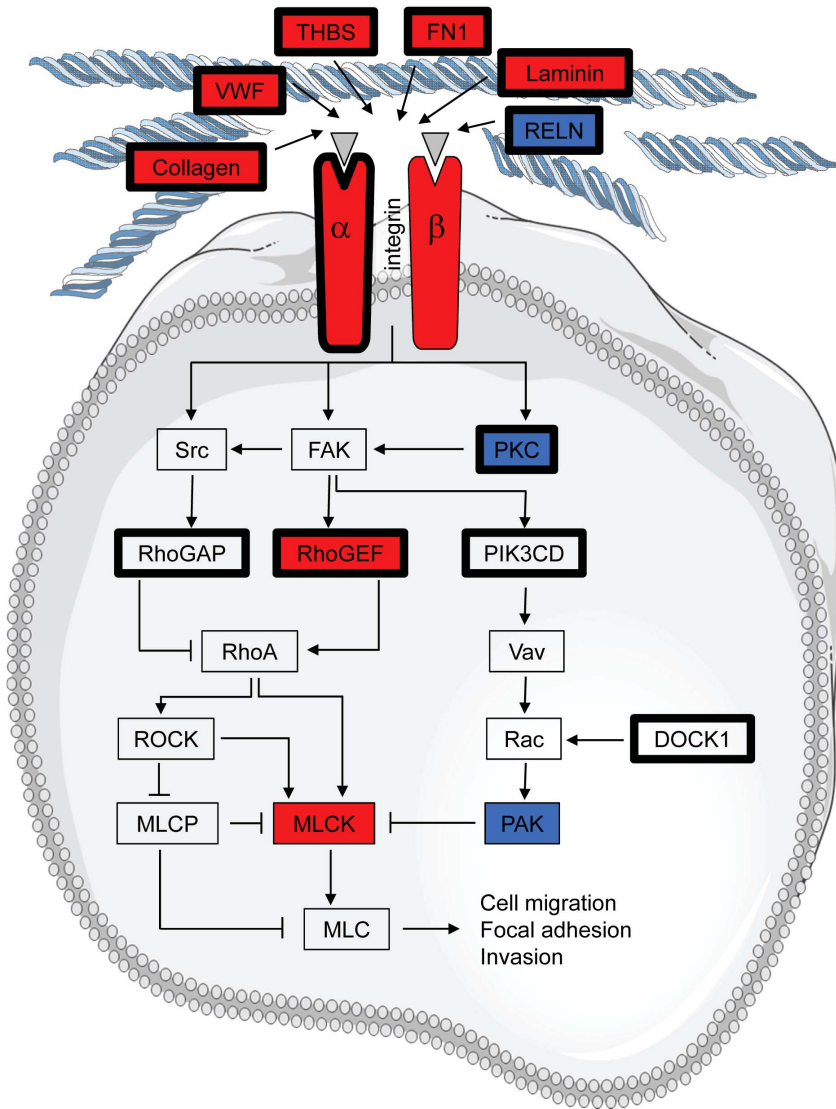 THBS
FN1
VWF
Laminin
RELN
Collagen
α
integrin
β
Src
FAK
PKC
RhoGAP
RhoGEF
PIK3CD
RhoA
Vav
ROCK
Rac
DOCK1
MLCP
MLCK
PAK
MLC
Cell migration
Focal adhesion
Invasion